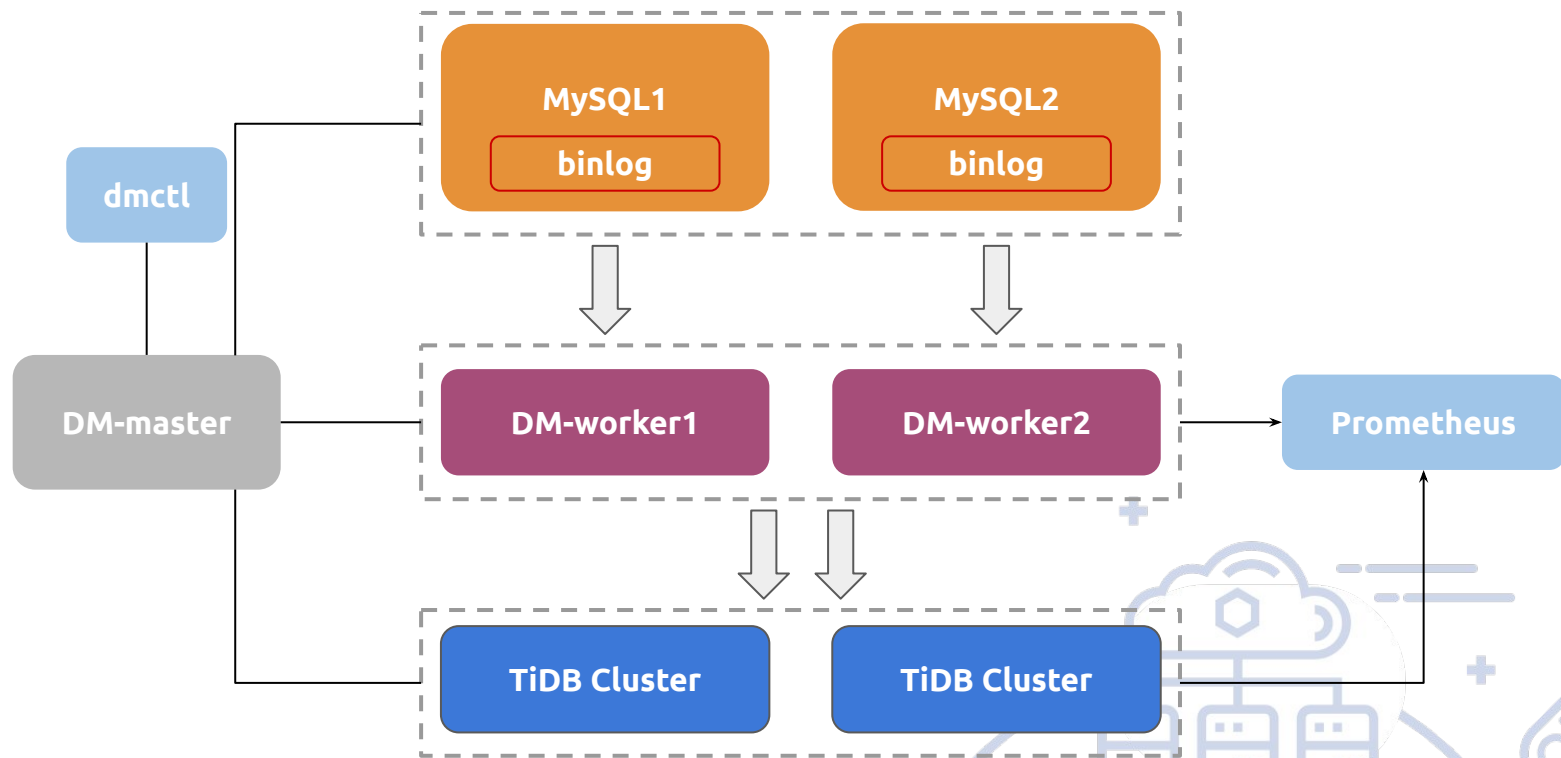 MySQL1
binlog
MySQL2
binlog
dmctl
DM-master
DM-worker1
DM-worker2
Prometheus
TiDB Cluster
TiDB Cluster